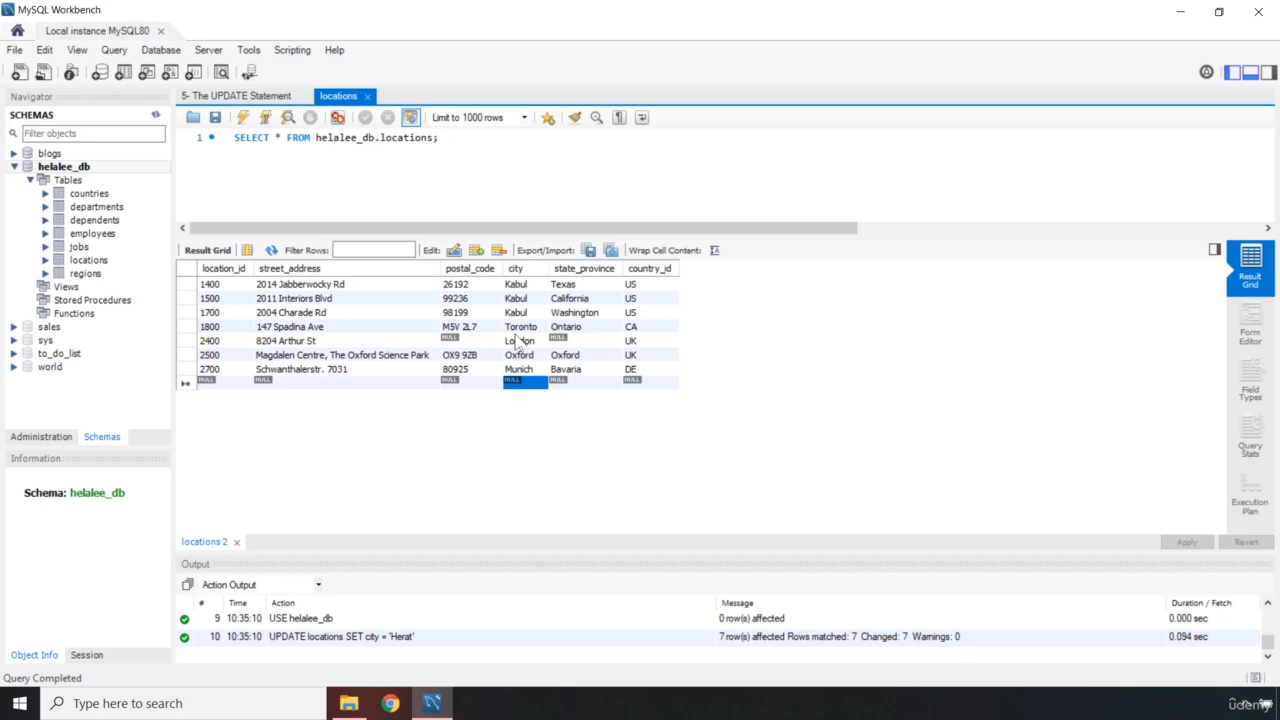 MySQL Workbench
Local instance MySQL80
File Edit View Query Database Server Tools Scripting Help
Navigator
SCHEMAS
Filter objects
blogs
helalee_db
Tables
countries
departments
dependents
employees
jobs
locations
regions
Views
Stored Procedures
Functions
sales
sys
to_do_list
world
Administration Schemas
Information
Schema: helalee_db
Object Info Session
5- The UPDATE Statement locations
Limit to 1000 rows
1 SELECT * FROM helalee_db.locations;
Result Grid Filter Rows: Edit: Export/Import: Wrap Cell Content:
location_id street_address postal_code city state_province country_id
1400 2014 Jabberwocky Rd 26192 Kabul Texas US
1500 2011 Interiors Blvd 99236 Kabul California US
1700 2004 Charade Rd 98199 Kabul Washington US
1800 147 Spadina Ave M5V 2L7 Toronto Ontario CA
2400 8204 Arthur St NULL London NULL UK
2500 Magdalen Centre, The Oxford Science Park OX9 9ZB Oxford Oxford UK
2700 Schwanthalerstr. 7031 80925 Munich Bavaria DE
NULL NULL NULL NULL NULL NULL
Result
Grid
Form
Editor
Field
Types
Query
Stats
Execution
Plan
locations 2 Apply Revert
Output
Action Output
# Time Action Message Duration / Fetch
9 10:35:10 USE helalee_db 0 row(s) affected 0.000 sec
10 10:35:10 UPDATE locations SET city = 'Herat' 7 row(s) affected Rows matched: 7 Changed: 7 Warnings: 0 0.094 sec
Query Completed
Type here to search
udemy